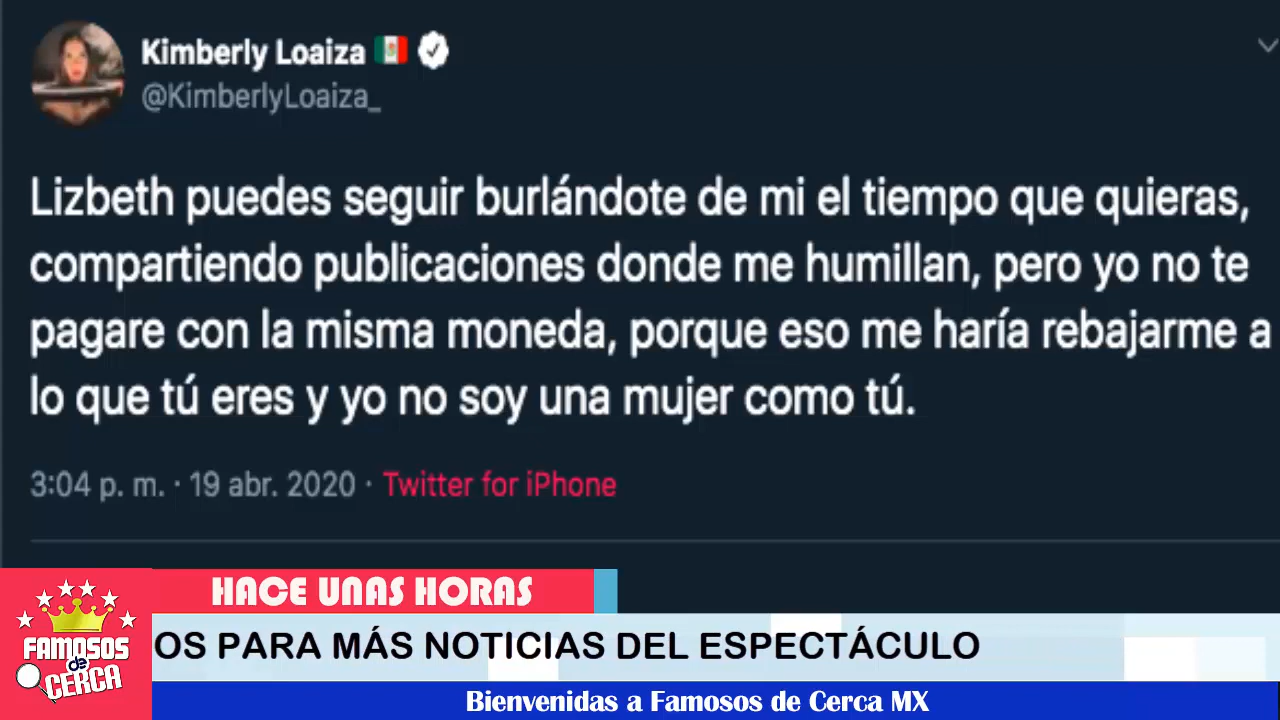 Kimberly Loaiza
@KimberlyLoaiza_
Lizbeth puedes seguir burlándote de mi el tiempo que quieras,
compartiendo publicaciones donde me humillan, pero yo no te
pagare con la misma moneda, porque eso me haría rebajarme a
lo que tú eres y yo no soy una mujer como tú.
3:04 p. m. · 19 abr. 2020 · Twitter for iPhone
HACE UNAS HORAS
OS PARA MÁS NOTICIAS DEL ESPECTÁCULO
FAMOSOS
de
CERCA
Bienvenidas a Famosos de Cerca MX